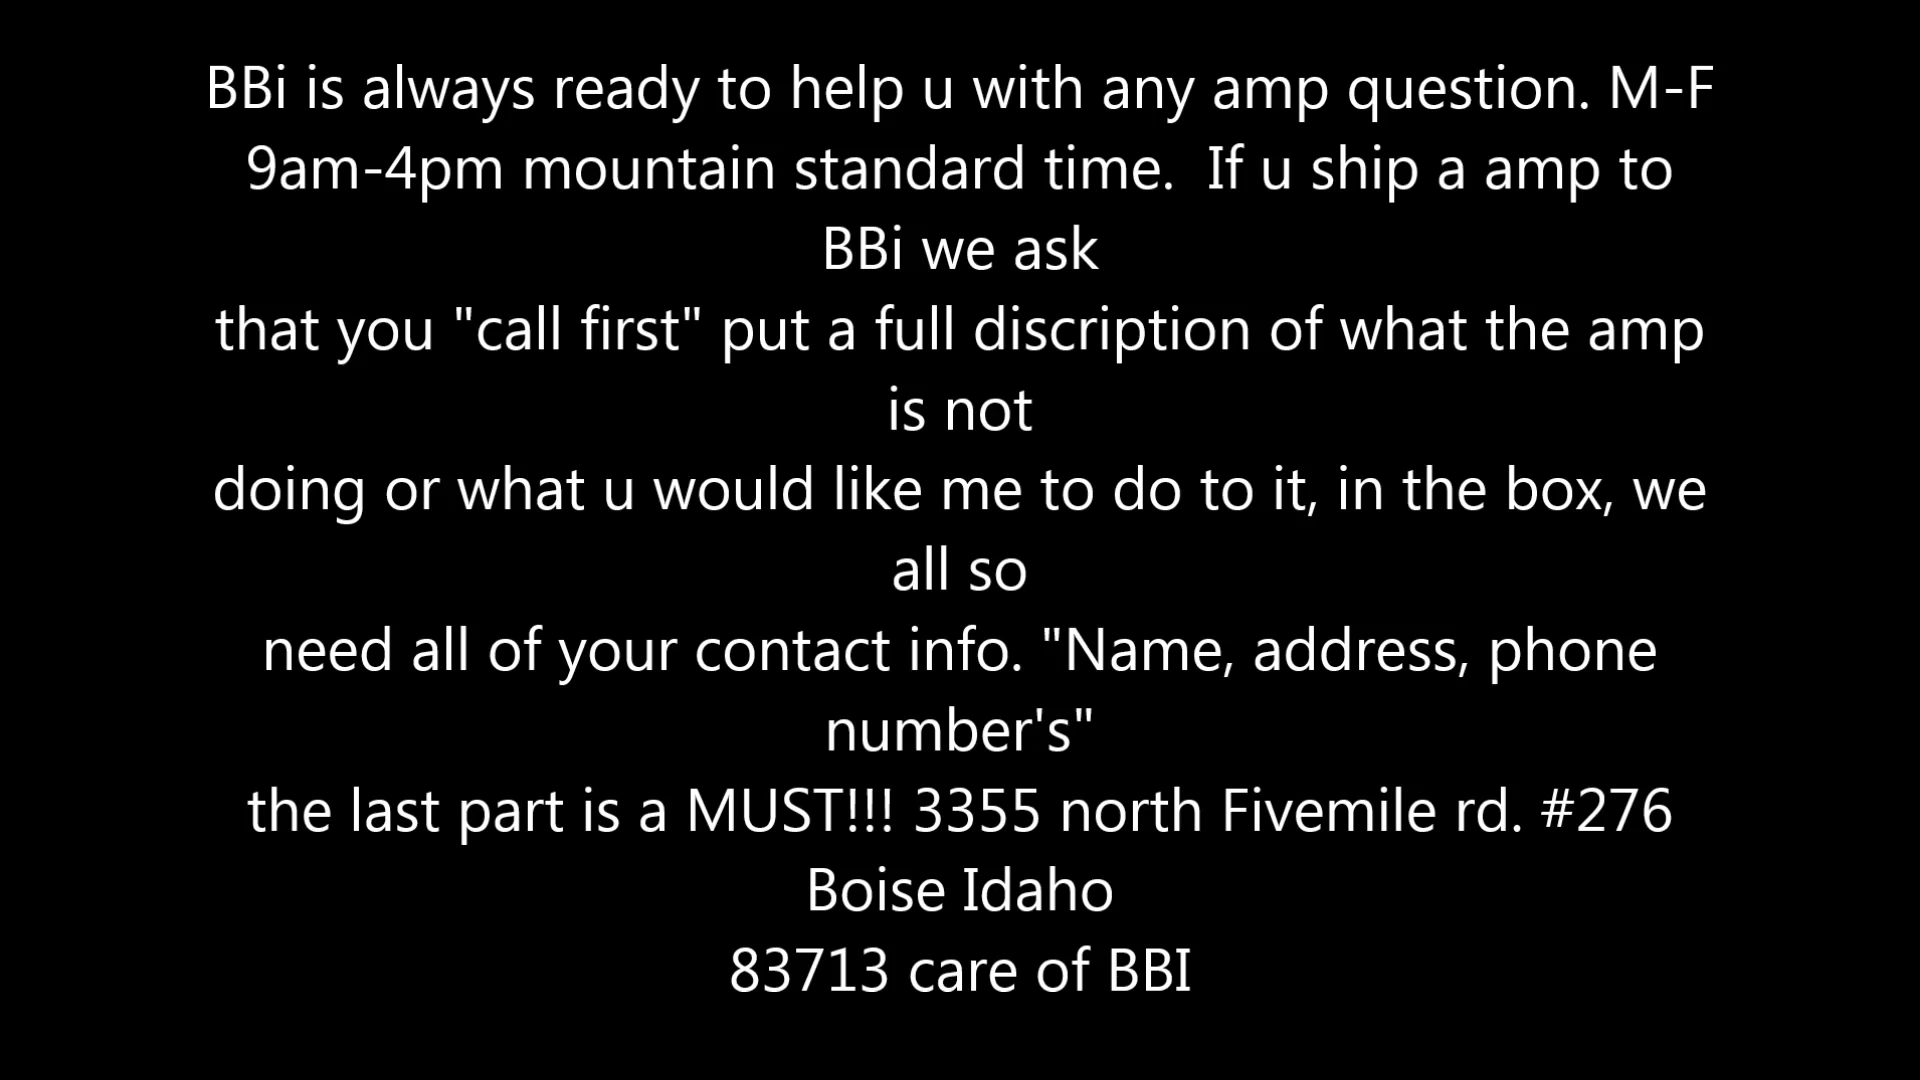 BBi is always ready to help u with any amp question. M-F
9am-4pm mountain standard time.  If u ship a amp to
BBi we ask
that you "call first" put a full discription of what the amp
is not
doing or what u would like me to do to it, in the box, we
all so
need all of your contact info. "Name, address, phone
number's"
the last part is a MUST!!! 3355 north Fivemile rd. #276
Boise Idaho
83713 care of BBI